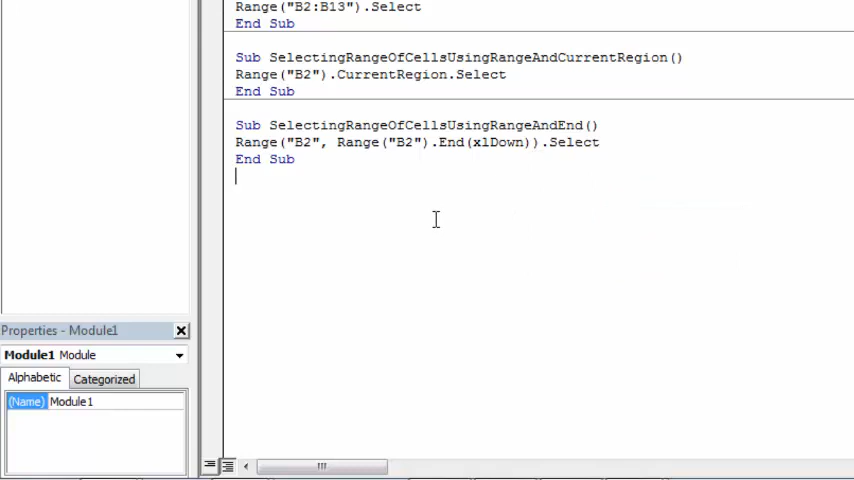 Range("B2:B13").Select
End Sub
Sub SelectingRangeOfCellsUsingRangeAndCurrentRegion()
Range("B2").CurrentRegion.Select
End Sub
Sub SelectingRangeOfCellsUsingRangeAndEnd()
Range("B2", Range("B2").End(xlDown)).Select
End Sub
Properties - Module1
Module1 Module
Alphabetic Categorized
(Name) Module1